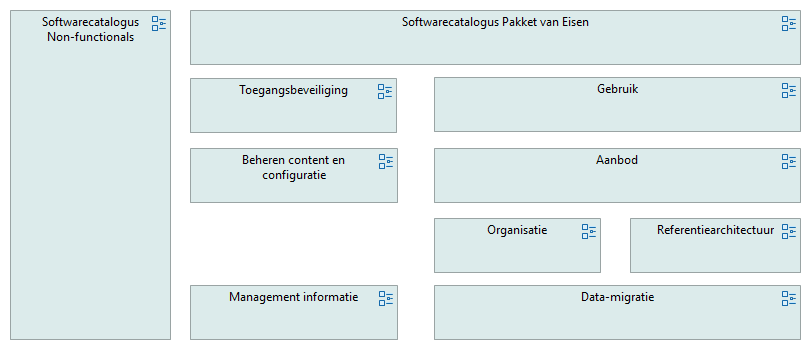 Softwarecatalogus
Non-functionals
Softwarecatalogus Pakket van Eisen
Toegangsbeveiliging
Gebruik
Beheren content en
configuratie
Aanbod
Organisatie
Referentiearchitectuur
Management informatie
Data-migratie